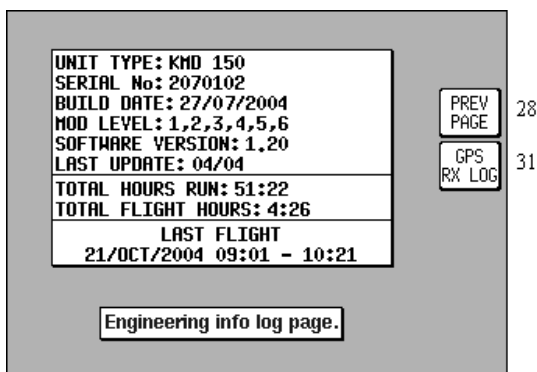 UNIT TYPE: KMD 150
SERIAL No: 2070102
BUILD DATE: 27/07/2004
MOD LEVEL: 1,2,3,4,5,6
SOFTWARE VERSION: 1.20
LAST UPDATE: 04/04
TOTAL HOURS RUN: 51:22
TOTAL FLIGHT HOURS: 4:26
LAST FLIGHT
21/OCT/2004 09:01 - 10:21
PREV
PAGE
28
GPS
RX LOG
31
Engineering info log page.